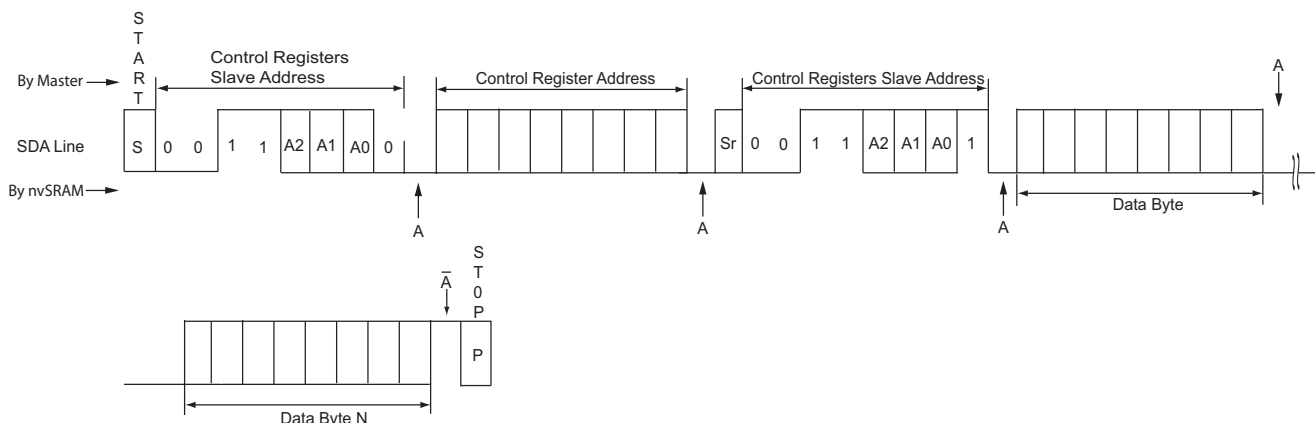 START
Control Registers
Slave Address
By Master
Control Register Address
Control Registers Slave Address
A
SDA Line
S 0 0 1 1 A2 A1 A0 0
Sr 0 0 1 1 A2 A1 A0 1
By nvSRAM
A
A
A
Data Byte
Ā
ST0P
P
Data Byte N